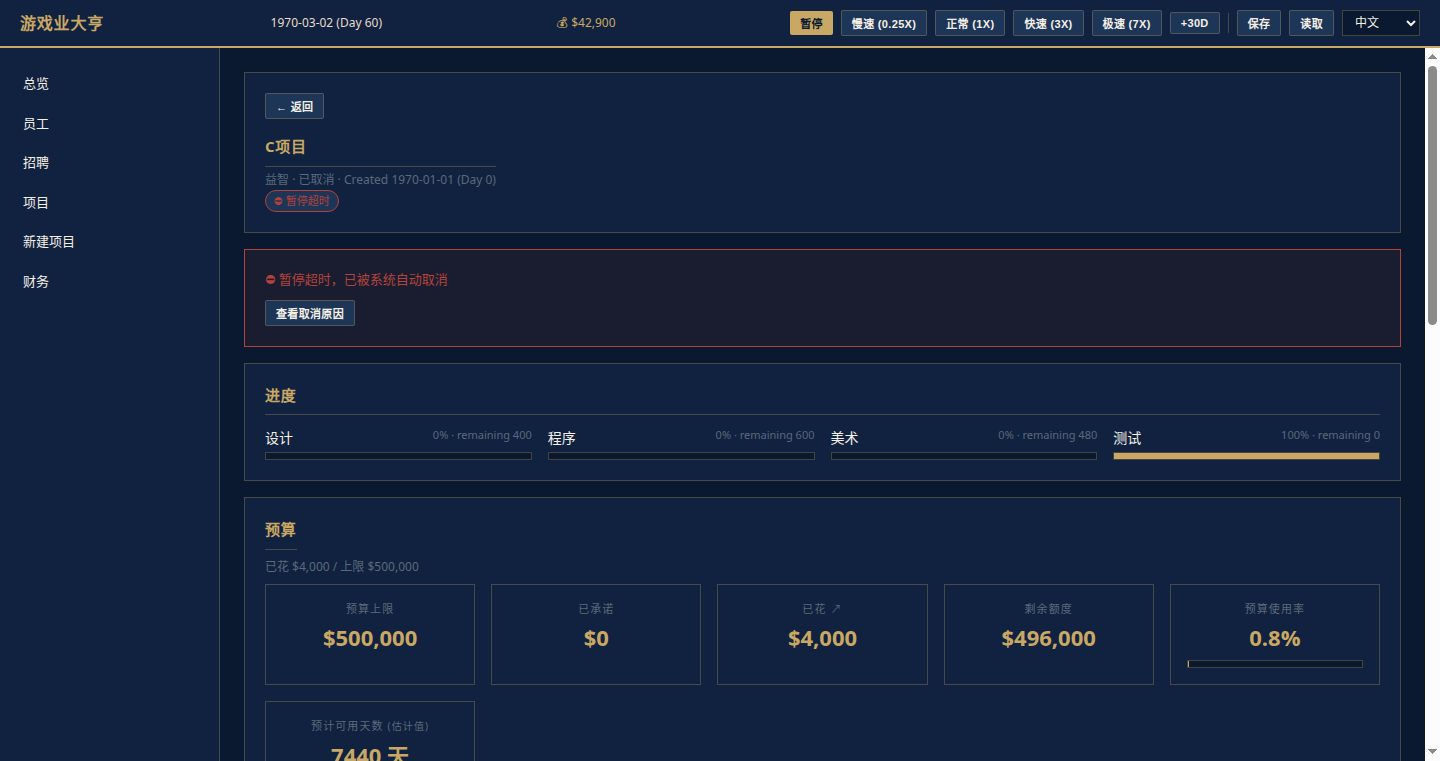 游戏业大亨
1970-03-02 (Day 60)
💰 $42,900
暂停
慢速 (0.25X)
正常 (1X)
快速 (3X)
极速 (7X)
+30D
保存
读取
中文
总览
员工
招聘
项目
新建项目
财务
← 返回
C项目
益智 · 已取消 · Created 1970-01-01 (Day 0)
⛔ 暂停超时
⛔ 暂停超时，已被系统自动取消
查看取消原因
进度
设计 0% · remaining 400
程序 0% · remaining 600
美术 0% · remaining 480
测试 100% · remaining 0
预算
已花 $4,000 / 上限 $500,000
预算上限
$500,000
已承诺
$0
已花 ↗
$4,000
剩余额度
$496,000
预算使用率
0.8%
预计可用天数 (估计值)
7440 天